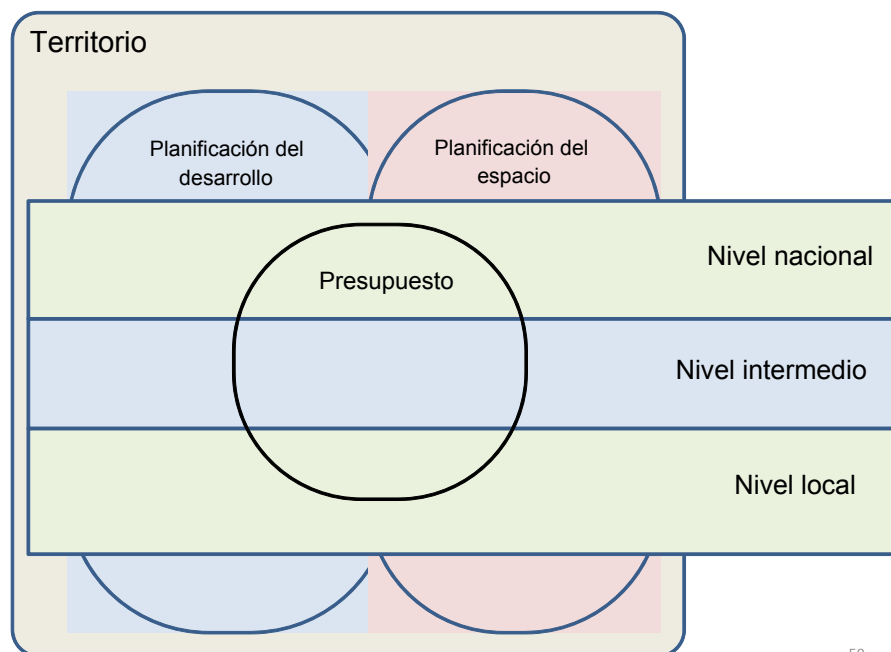 Territorio
Planificación del
desarrollo
Planificación del
espacio
Nivel nacional
Presupuesto
Nivel intermedio
Nivel local